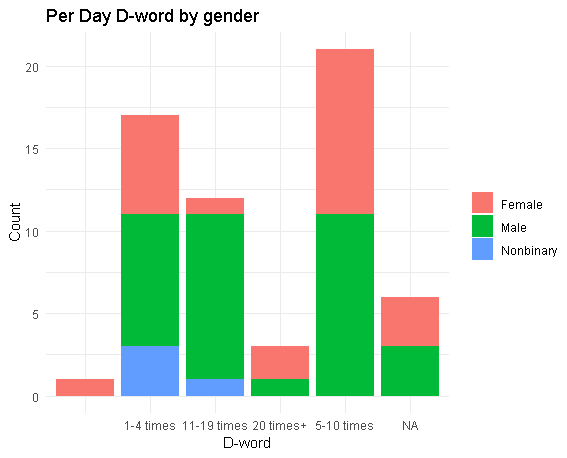 Per Day D-word by gender
Count
20
15
10
5
0
1-4 times
11-19 times
20 times+
5-10 times
NA
D-word
Female
Male
Nonbinary